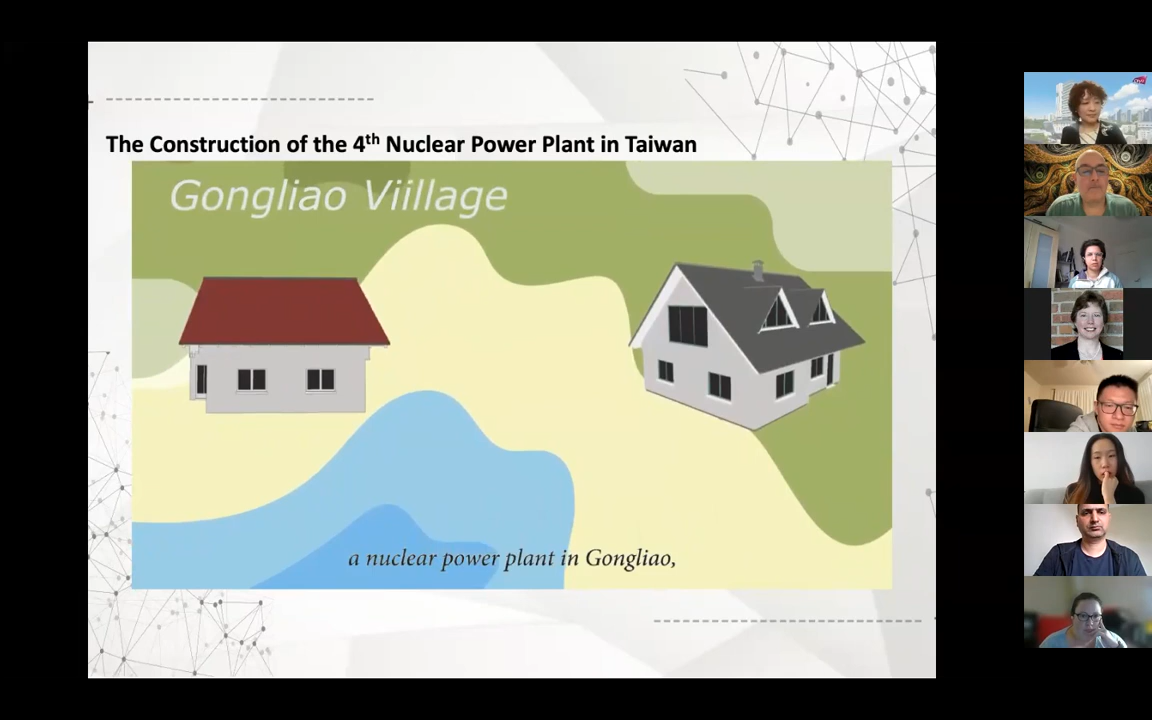 The Construction of the 4th Nuclear Power Plant in Taiwan
Gongliao Viillage
a nuclear power plant in Gongliao,